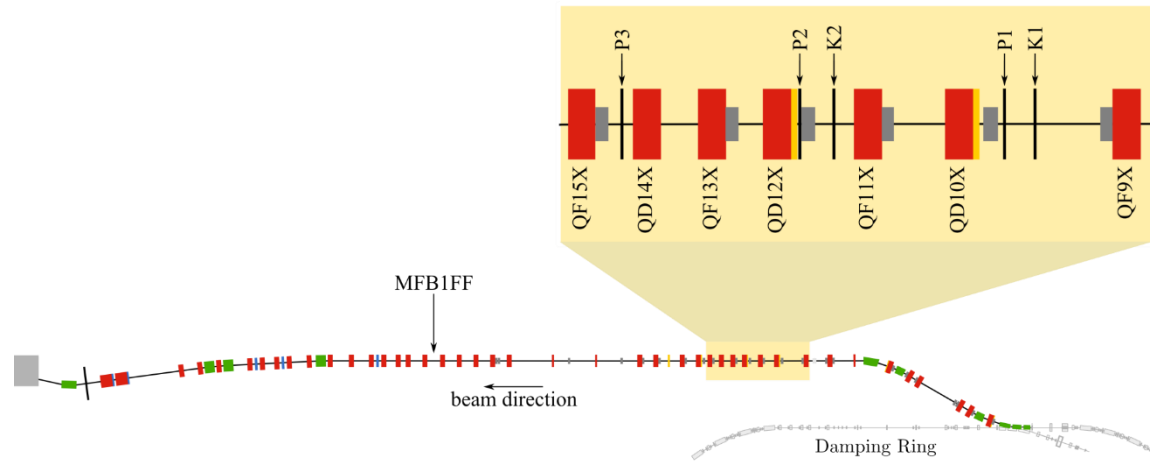 P3
P2
K2
P1
K1
QF15X
QD14X
QF13X
QD12X
QF11X
QD10X
QF9X
MFB1FF
beam direction
Damping Ring